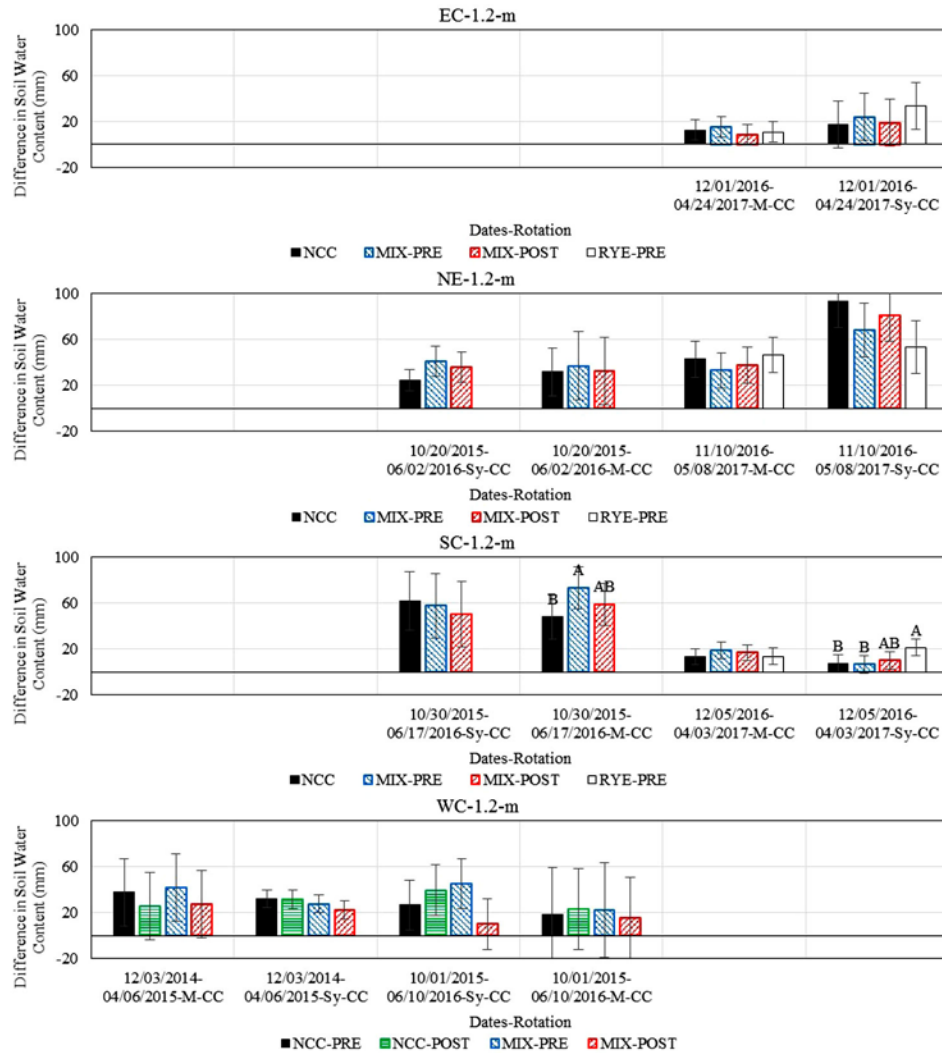 EC-1.2-m
Difference in Soil Water
Content (mm)
100
60
20
-20
12/01/2016-
04/24/2017-M-CC
12/01/2016-
04/24/2017-Sy-CC
Dates-Rotation
NCC MIX-PRE MIX-POST RYE-PRE
NE-1.2-m
Difference in Soil Water
Content (mm)
100
60
20
-20
10/20/2015-
06/02/2016-Sy-CC
10/20/2015-
06/02/2016-M-CC
11/10/2016-
05/08/2017-M-CC
11/10/2016-
05/08/2017-Sy-CC
Dates-Rotation
NCC MIX-PRE MIX-POST RYE-PRE
SC-1.2-m
Difference in Soil Water
Content (mm)
100
60
20
-20
B A AB
B B AB A
10/30/2015-
06/17/2016-Sy-CC
10/30/2015-
06/17/2016-M-CC
12/05/2016-
04/03/2017-M-CC
12/05/2016-
04/03/2017-Sy-CC
Dates-Rotation
NCC MIX-PRE MIX-POST RYE-PRE
WC-1.2-m
Difference in Soil Water
Content (mm)
100
60
20
-20
12/03/2014-
04/06/2015-M-CC
12/03/2014-
04/06/2015-Sy-CC
10/01/2015-
06/10/2016-Sy-CC
10/01/2015-
06/10/2016-M-CC
Dates-Rotation
NCC-PRE NCC-POST MIX-PRE MIX-POST